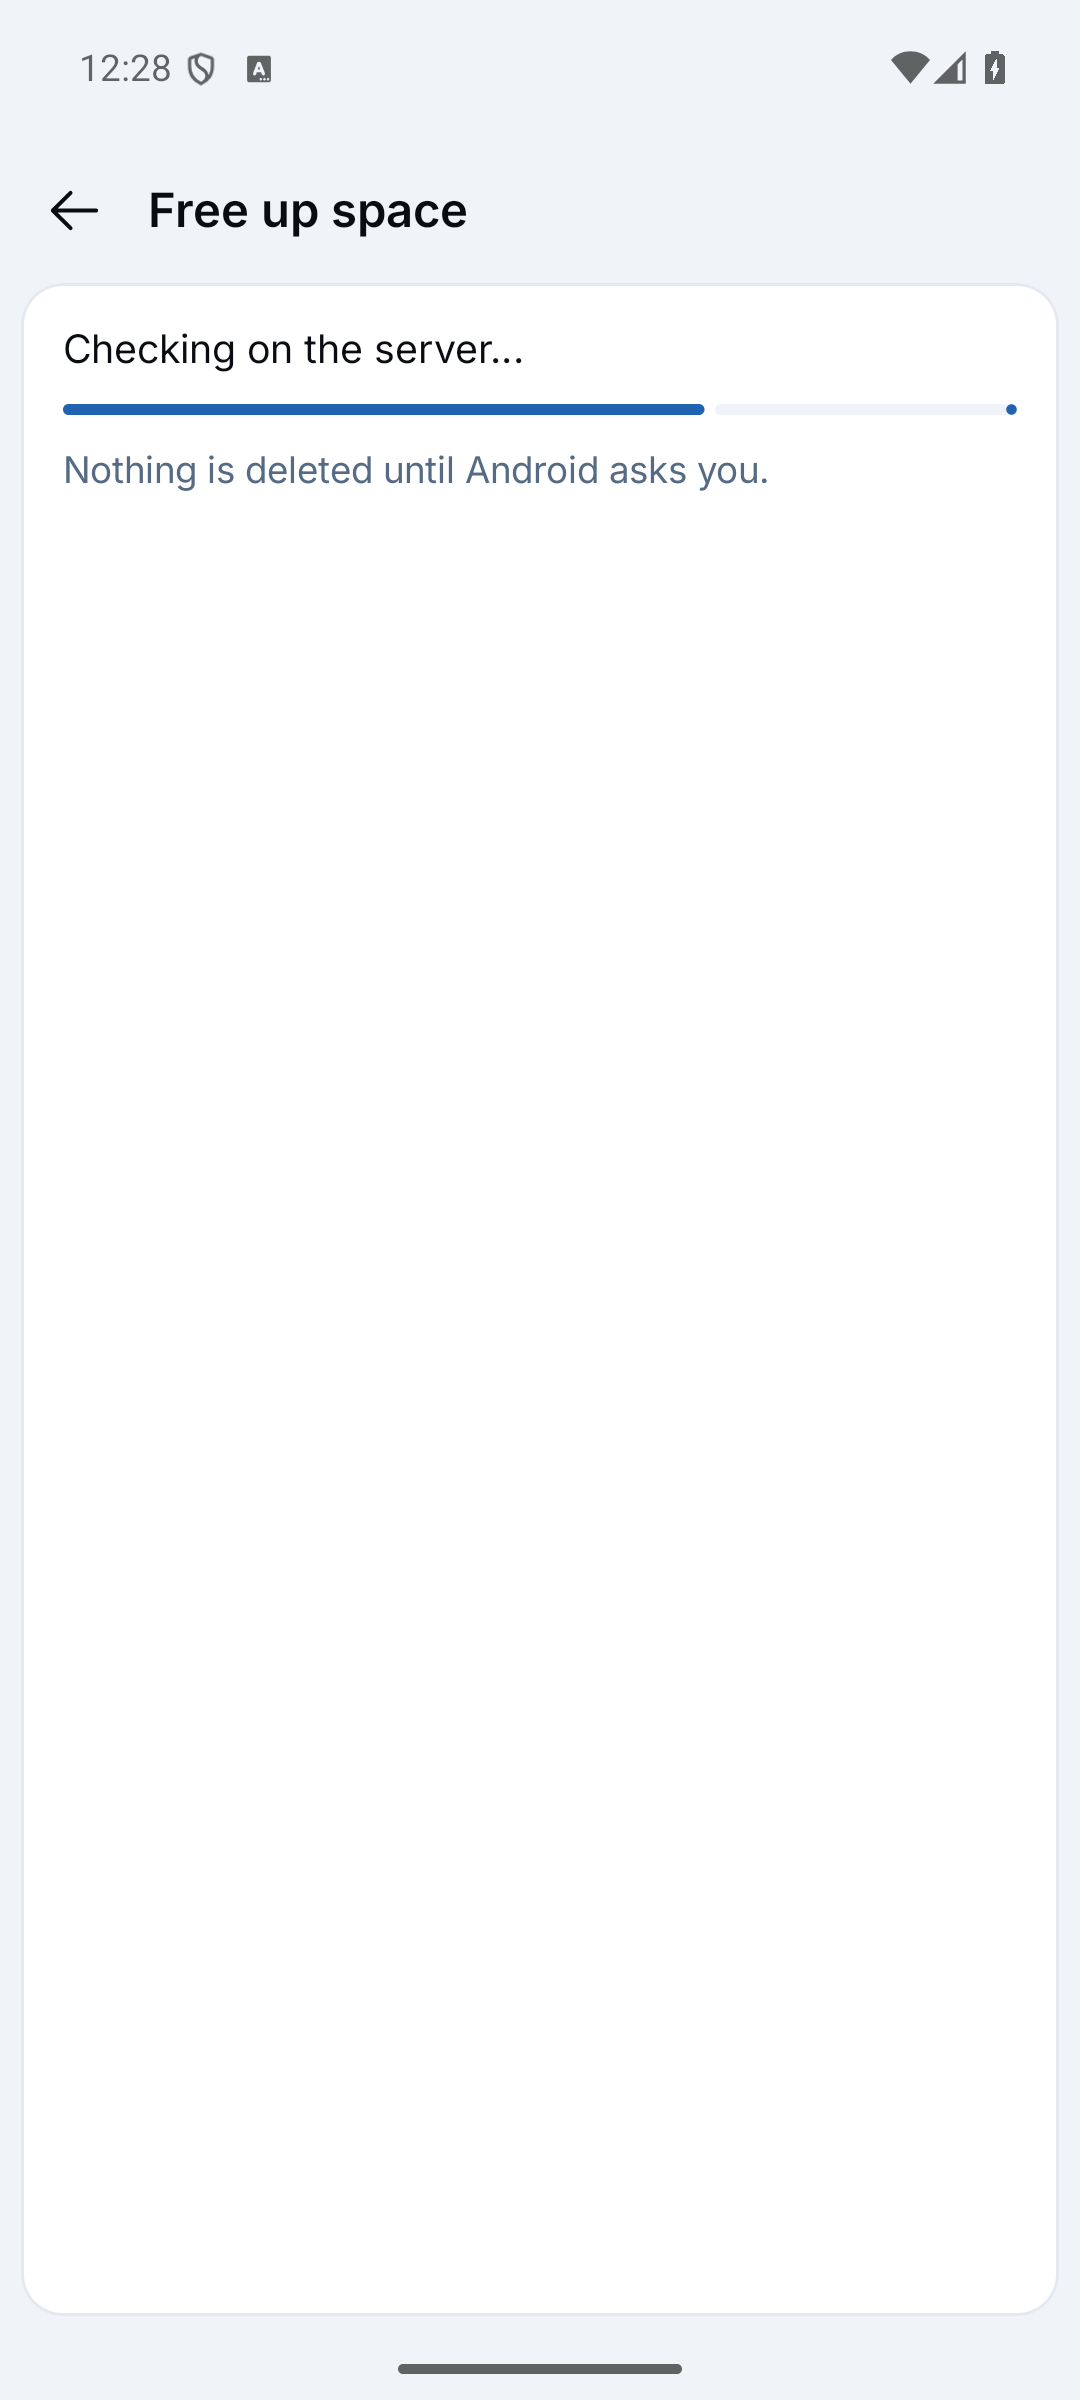 12:28
Free up space
Checking on the server...
Nothing is deleted until Android asks you.